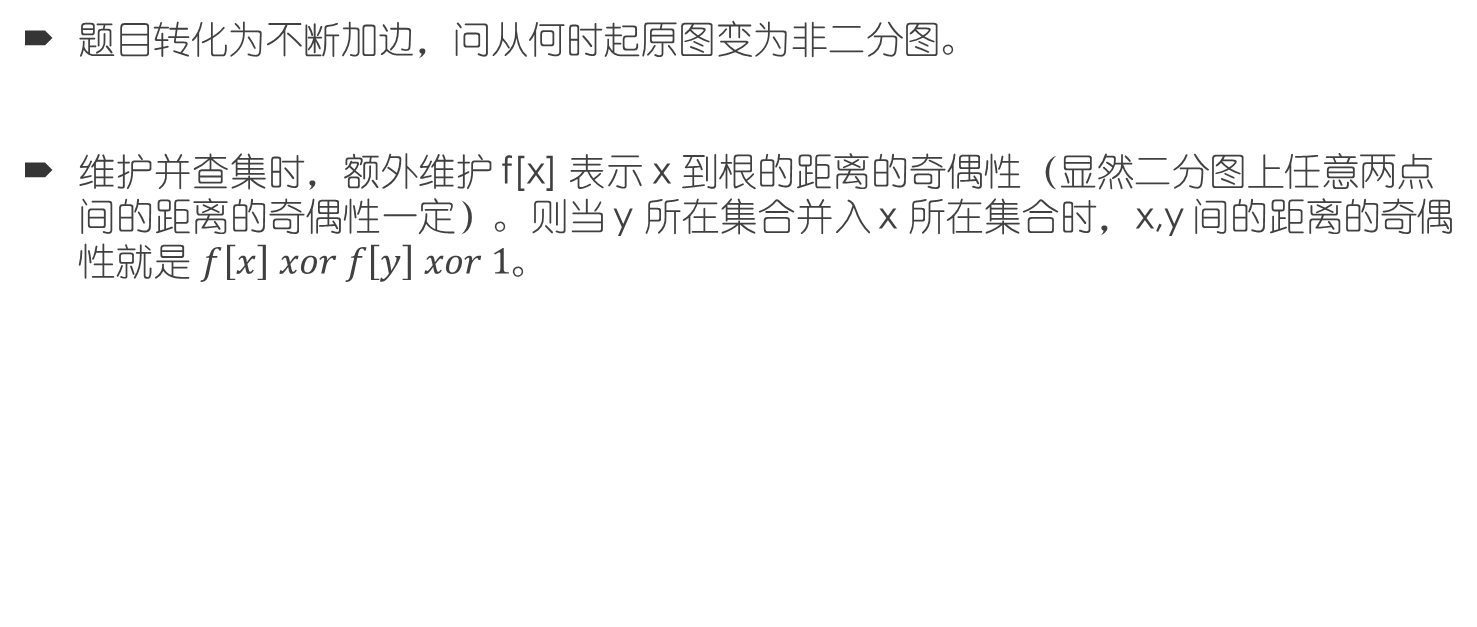 题目转化为不断加边，问从何时起原图变为非二分图。
维护并查集时，额外维护 f[x] 表示 x 到根的距离的奇偶性（显然二分图上任意两点
间的距离的奇偶性一定）。则当 y 所在集合并入 x 所在集合时，x,y 间的距离的奇偶
性就是 f[x] xor f[y] xor 1。